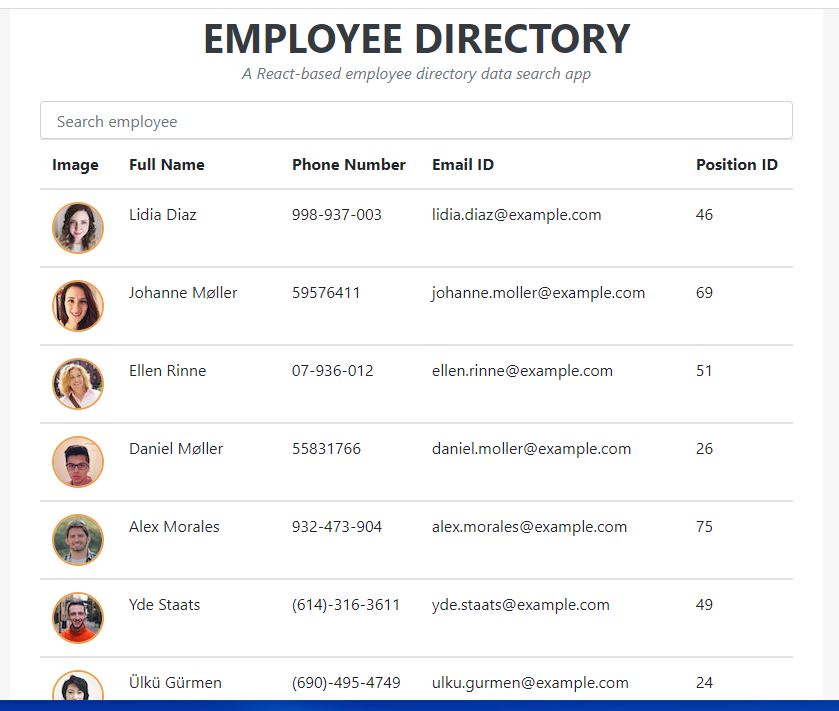 EMPLOYEE DIRECTORY
A React-based employee directory data search app
Search employee
Image Full Name Phone Number Email ID Position ID
Lidia Diaz 998-937-003 lidia.diaz@example.com 46
Johanne Møller 59576411 johanne.moller@example.com 69
Ellen Rinne 07-936-012 ellen.rinne@example.com 51
Daniel Møller 55831766 daniel.moller@example.com 26
Alex Morales 932-473-904 alex.morales@example.com 75
Yde Staats (614)-316-3611 yde.staats@example.com 49
Ülkü Gürmen (690)-495-4749 ulku.gurmen@example.com 24